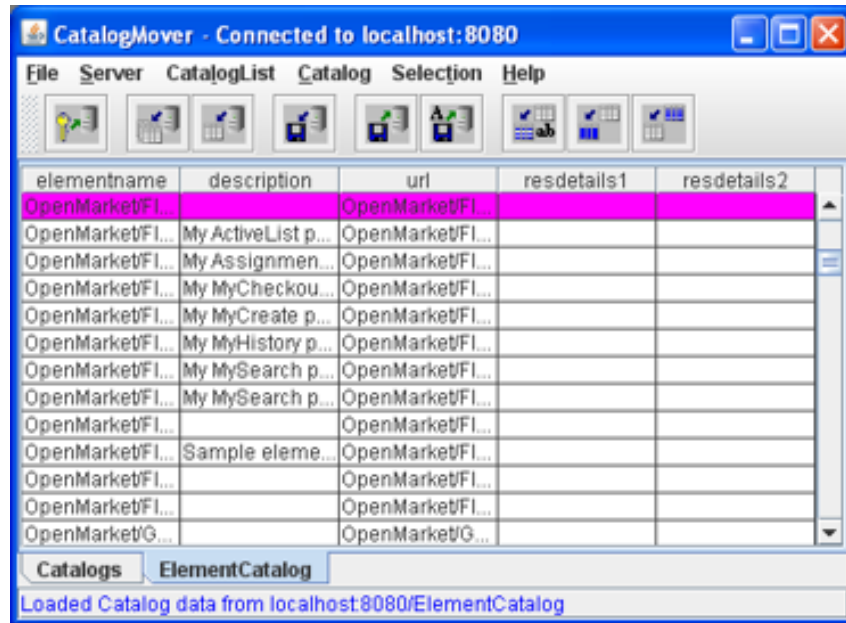 CatalogMover - Connected to localhost:8080
File Server CatalogList Catalog Selection Help
A ab
elementname description url resdetails1 resdetails2
OpenMarket/Fl... OpenMarket/Fl...
OpenMarket/Fl... My ActiveList p... OpenMarket/Fl...
OpenMarket/Fl... My Assignmen... OpenMarket/Fl...
OpenMarket/Fl... My MyCheckou... OpenMarket/Fl...
OpenMarket/Fl... My MyCreate p... OpenMarket/Fl...
OpenMarket/Fl... My MyHistory p... OpenMarket/Fl...
OpenMarket/Fl... My MySearch p... OpenMarket/Fl...
OpenMarket/Fl... My MySearch p... OpenMarket/Fl...
OpenMarket/Fl... OpenMarket/Fl...
OpenMarket/Fl... Sample eleme... OpenMarket/Fl...
OpenMarket/Fl... OpenMarket/Fl...
OpenMarket/Fl... OpenMarket/Fl...
OpenMarket/G... OpenMarket/G...
Catalogs ElementCatalog
Loaded Catalog data from localhost:8080/ElementCatalog